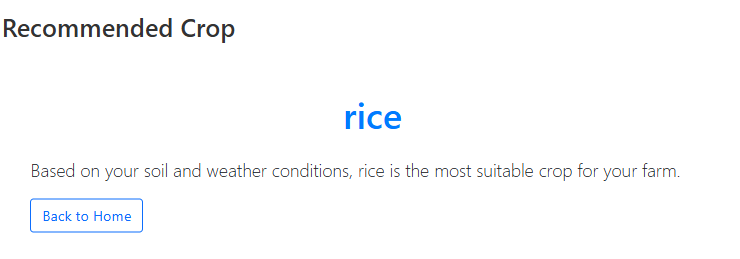 Recommended Crop
rice
Based on your soil and weather conditions, rice is the most suitable crop for your farm.
Back to Home